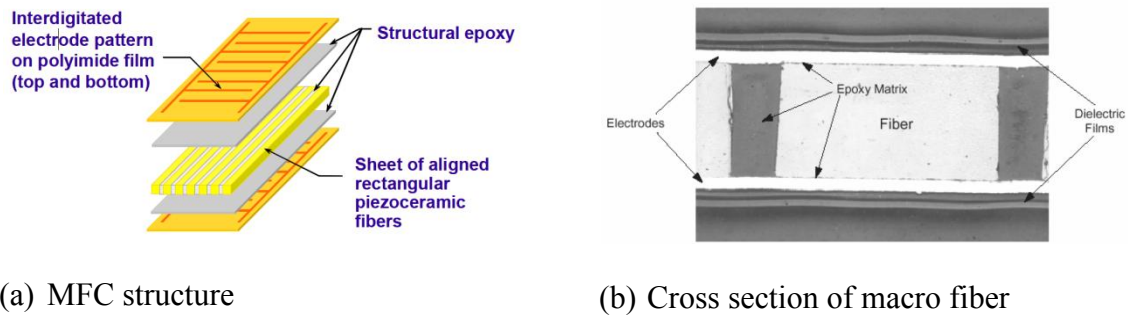 Interdigitated
electrode pattern
on polyimide film
(top and bottom)
Structural epoxy
Sheet of aligned
rectangular
piezoceramic
fibers
Electrodes
Epoxy Matrix
Fiber
Dielectric
Films
(a) MFC structure
(b) Cross section of macro fiber